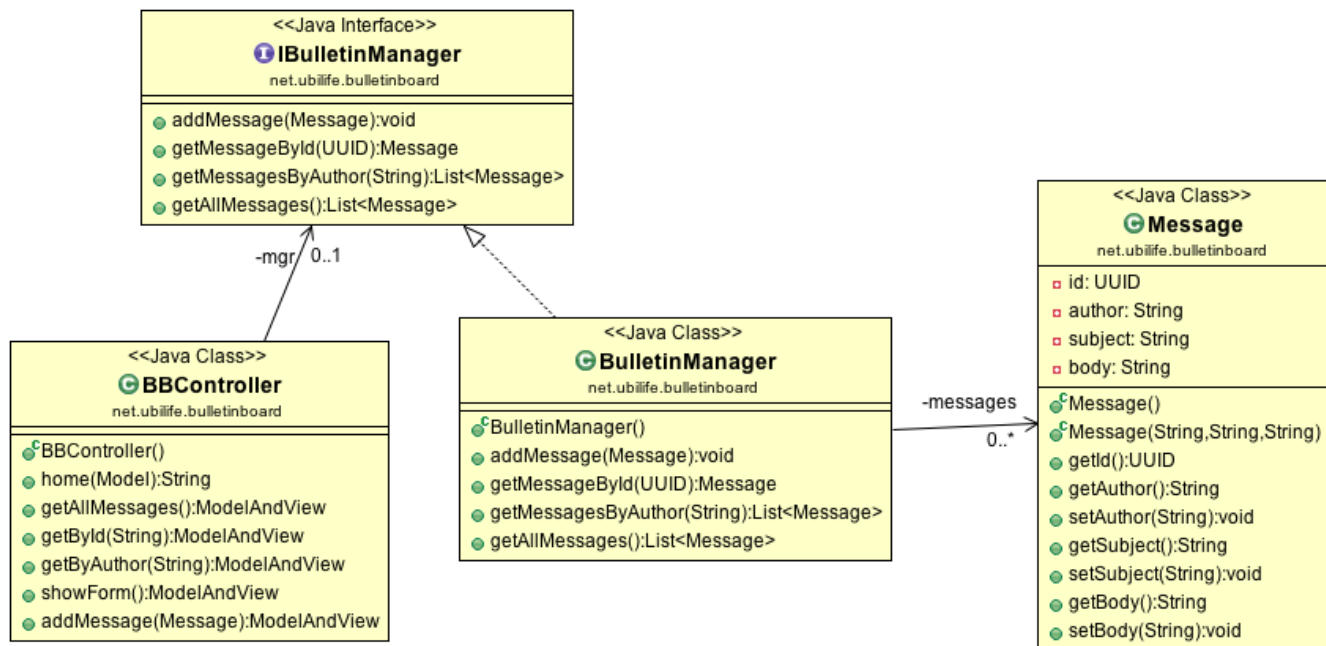 <<Java Interface>>
I IBulletinManager
net.ubilife.bulletinboard
addMessage(Message):void
getMessageById(UUID):Message
getMessagesByAuthor(String):List<Message>
getAllMessages():List<Message>
-mgr 0..1
<<Java Class>>
C BBController
net.ubilife.bulletinboard
C BBController()
home(Model):String
getAllMessages():ModelAndView
getById(String):ModelAndView
getByAuthor(String):ModelAndView
showForm():ModelAndView
addMessage(Message):ModelAndView
<<Java Class>>
C BulletinManager
net.ubilife.bulletinboard
C BulletinManager()
addMessage(Message):void
getMessageById(UUID):Message
getMessagesByAuthor(String):List<Message>
getAllMessages():List<Message>
-messages
0..*
<<Java Class>>
C Message
net.ubilife.bulletinboard
id: UUID
author: String
subject: String
body: String
C Message()
C Message(String,String,String)
getId():UUID
getAuthor():String
setAuthor(String):void
getSubject():String
setSubject(String):void
getBody():String
setBody(String):void